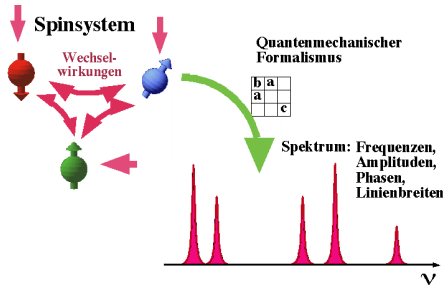 Spinsystem
Wechsel-
wirkungen
Quantenmechanischer
Formalismus
b a
a
c
Spektrum: Frequenzen,
Amplituden,
Phasen,
Linienbreiten
ν